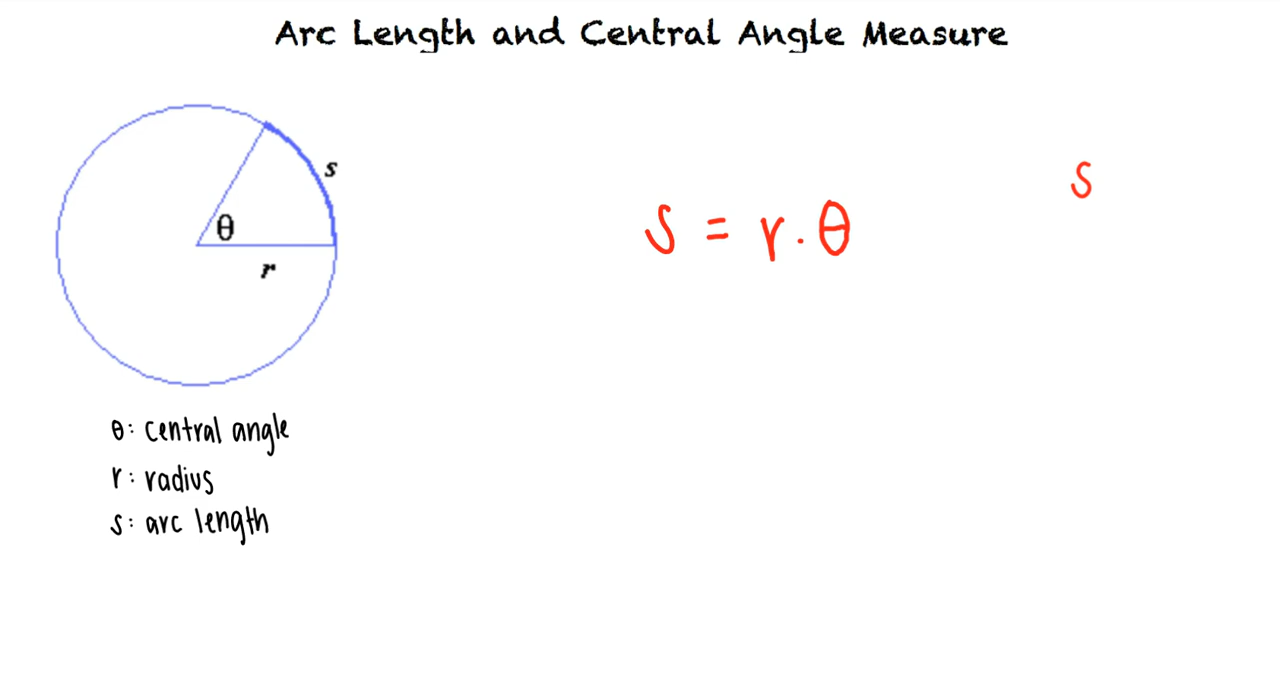 Arc Length and Central Angle Measure
s
θ
r
s = r · θ
s
θ: central angle
r: radius
s: arc length